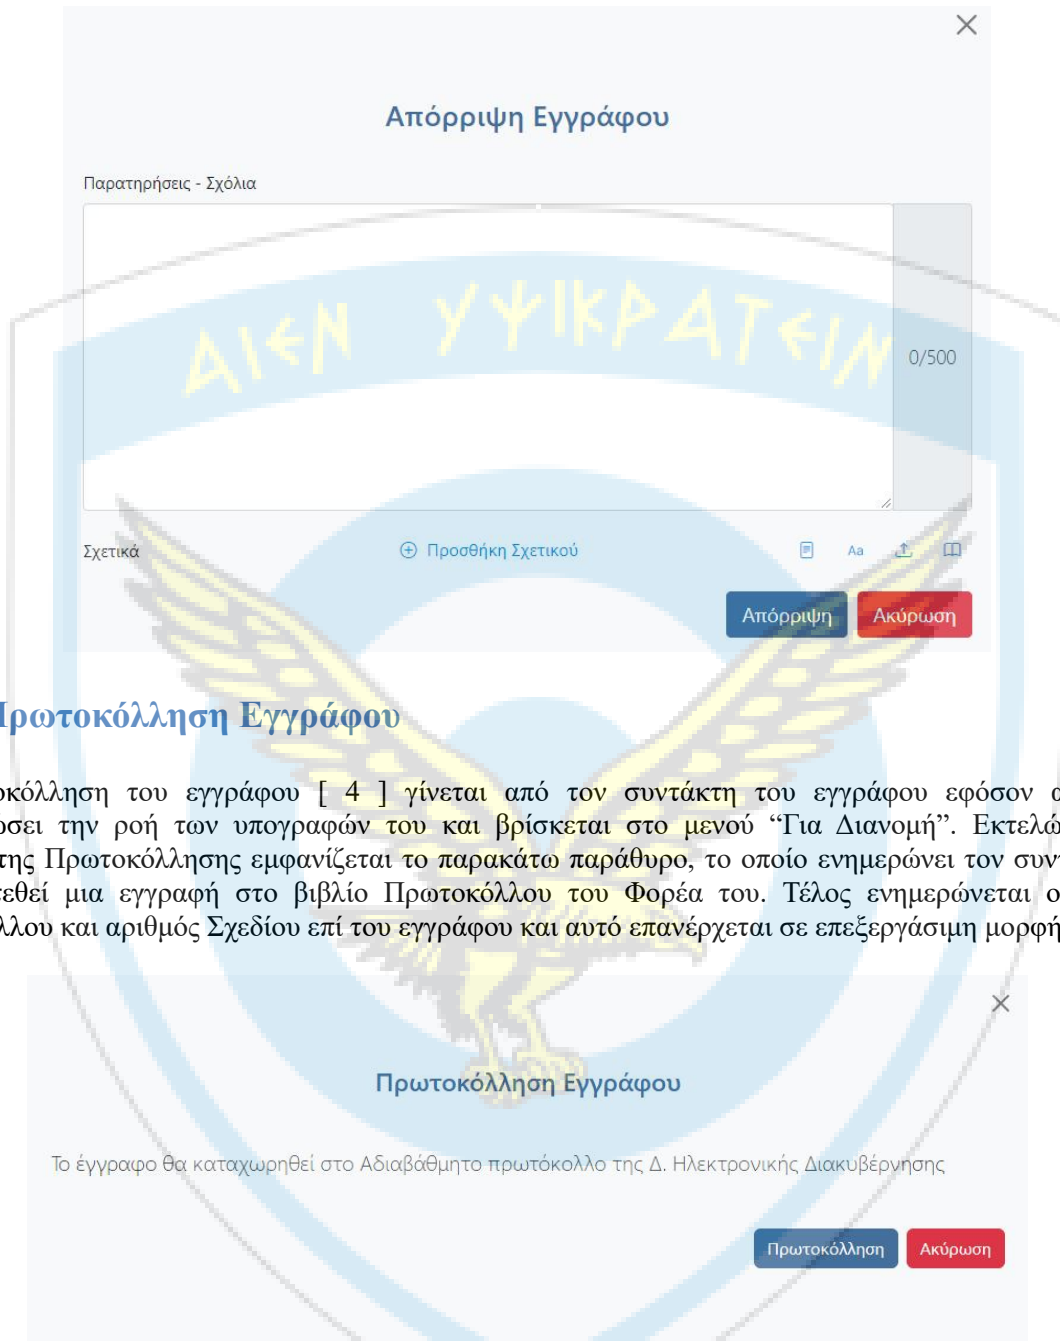 Απόρριψη Εγγράφου
Παρατηρήσεις - Σχόλια
ΑΙΕΝ ΥΨΙΚΡΑΤΕΙΝ
0/500
Σχετικά Προσθήκη Σχετικού Aa
Απόρριψη Ακύρωση
Πρωτοκόλληση Εγγράφου
οκόλληση του εγγράφου [ 4 ] γίνεται από τον συντάκτη του εγγράφου εφόσον
σει την ροή των υπογραφών του και βρίσκεται στο μενού “Για Διανομή”. Εκτελώ
της Πρωτοκόλλησης εμφανίζεται το παρακάτω παράθυρο, το οποίο ενημερώνει τον συν
εθεί μια εγγραφή στο βιβλίο Πρωτοκόλλου του Φορέα του. Τέλος ενημερώνεται ο
λλου και αριθμός Σχεδίου επί του εγγράφου και αυτό επανέρχεται σε επεξεργάσιμη μορφή
Πρωτοκόλληση Εγγράφου
Το έγγραφο θα καταχωρηθεί στο Αδιαβάθμητο πρωτόκολλο της Δ. Ηλεκτρονικής Διακυβέρνησης
Πρωτοκόλληση Ακύρωση